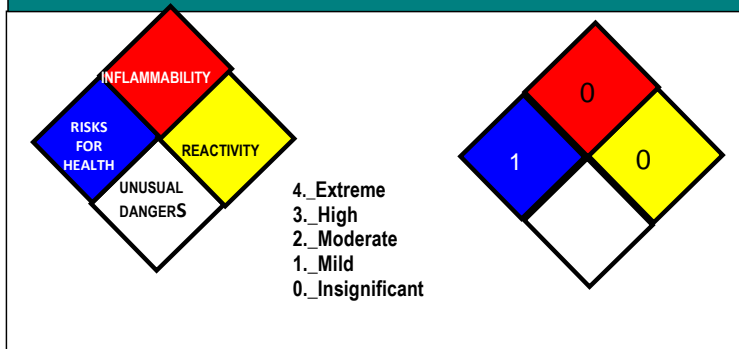 INFLAMMABILITY
RISKS
FOR
HEALTH
REACTIVITY
UNUSUAL
DANGERS
4._Extreme
3._High
2._Moderate
1._Mild
0._Insignificant
0
1
0